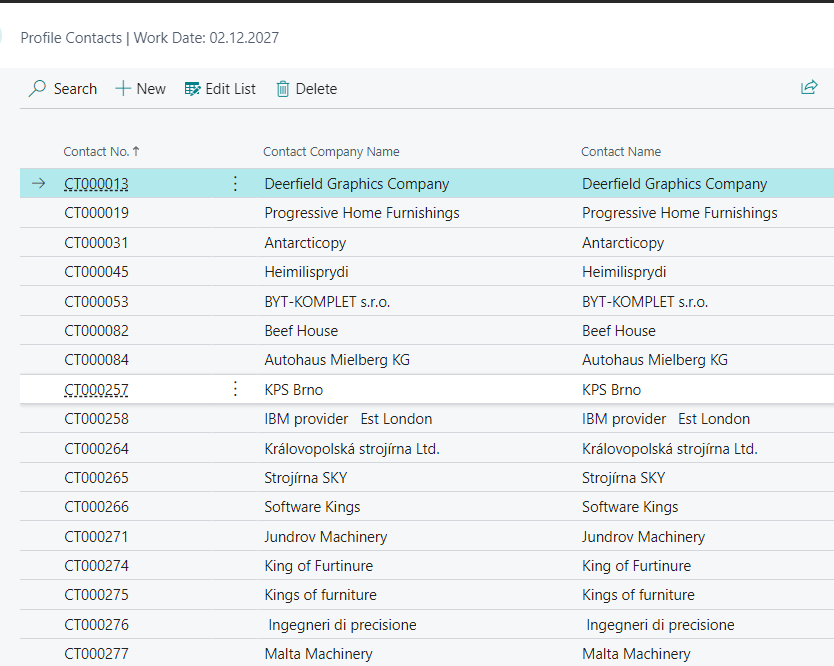 Profile Contacts | Work Date: 02.12.2027
Search New Edit List Delete
Contact No.↑ Contact Company Name Contact Name
CT000013 Deerfield Graphics Company Deerfield Graphics Company
CT000019 Progressive Home Furnishings Progressive Home Furnishings
CT000031 Antarcticopy Antarcticopy
CT000045 Heimilisprydi Heimilisprydi
CT000053 BYT-KOMPLET s.r.o. BYT-KOMPLET s.r.o.
CT000082 Beef House Beef House
CT000084 Autohaus Mielberg KG Autohaus Mielberg KG
CT000257 KPS Brno KPS Brno
CT000258 IBM provider Est London IBM provider Est London
CT000264 Královopolská strojírna Ltd. Královopolská strojírna Ltd.
CT000265 Strojírna SKY Strojírna SKY
CT000266 Software Kings Software Kings
CT000271 Jundrov Machinery Jundrov Machinery
CT000274 King of Furtinure King of Furtinure
CT000275 Kings of furniture Kings of furniture
CT000276 Ingegneri di precisione Ingegneri di precisione
CT000277 Malta Machinery Malta Machinery